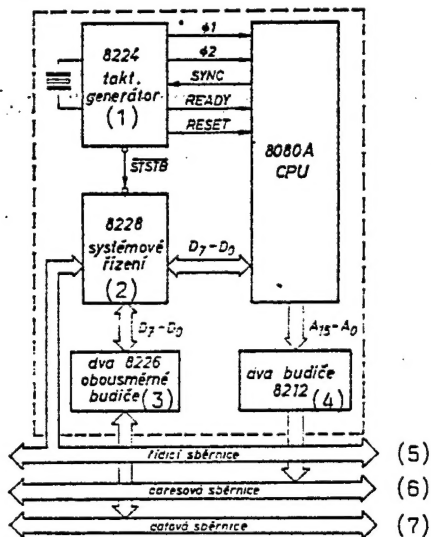 8224
takt.
generátor
(1)
ϕ1
ϕ2
SYNC
READY
RESET
8080A
CPU
STSTB
8228
systémové
řízení
(2)
D7-D0
D7-D0
A15-A0
dva 8226
obousměrné
budiče (3)
dva budiče
8212 (4)
řídicí sběrnice (5)
adresová sběrnice (6)
datová sběrnice (7)